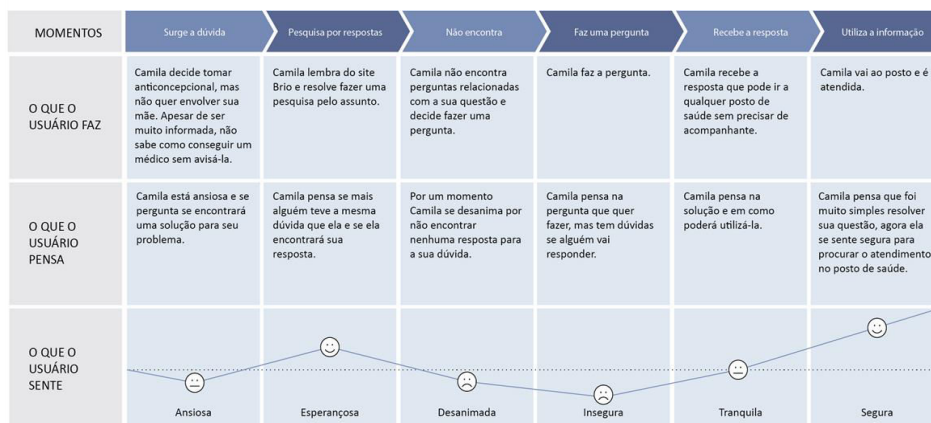 MOMENTOS
Surge a dúvida
Pesquisa por respostas
Não encontra
Faz uma pergunta
Recebe a resposta
Utiliza a informação
O QUE O
USUÁRIO FAZ
Camila decide tomar
anticoncepcional, mas
não quer envolver sua
mãe. Apesar de ser
muito informada, não
sabe como conseguir um
médico sem avisá-la.
Camila lembra do site
Brio e resolve fazer uma
pesquisa pelo assunto.
Camila não encontra
perguntas relacionadas
com a sua questão e
decide fazer uma
pergunta.
Camila faz a pergunta.
Camila recebe a
resposta que pode ir a
qualquer posto de
saúde sem precisar de
acompanhante.
Camila vai ao posto e é
atendida.
O QUE O
USUÁRIO
PENSA
Camila está ansiosa e se
pergunta se encontrará
uma solução para seu
problema.
Camila pensa se mais
alguém teve a mesma
dúvida que ela e se ela
encontrará sua
resposta.
Por um momento
Camila se desanima por
não encontrar
nenhuma resposta para
a sua dúvida.
Camila pensa na
pergunta que quer
fazer, mas tem dúvidas
se alguém vai
responder.
Camila pensa na
solução e em como
poderá utilizá-la.
Camila pensa que foi
muito simples resolver
sua questão, agora ela
se sente segura para
procurar o atendimento
no posto de saúde.
O QUE O
USUÁRIO
SENTE
Ansiosa
Esperançosa
Desanimada
Insegura
Tranquila
Segura